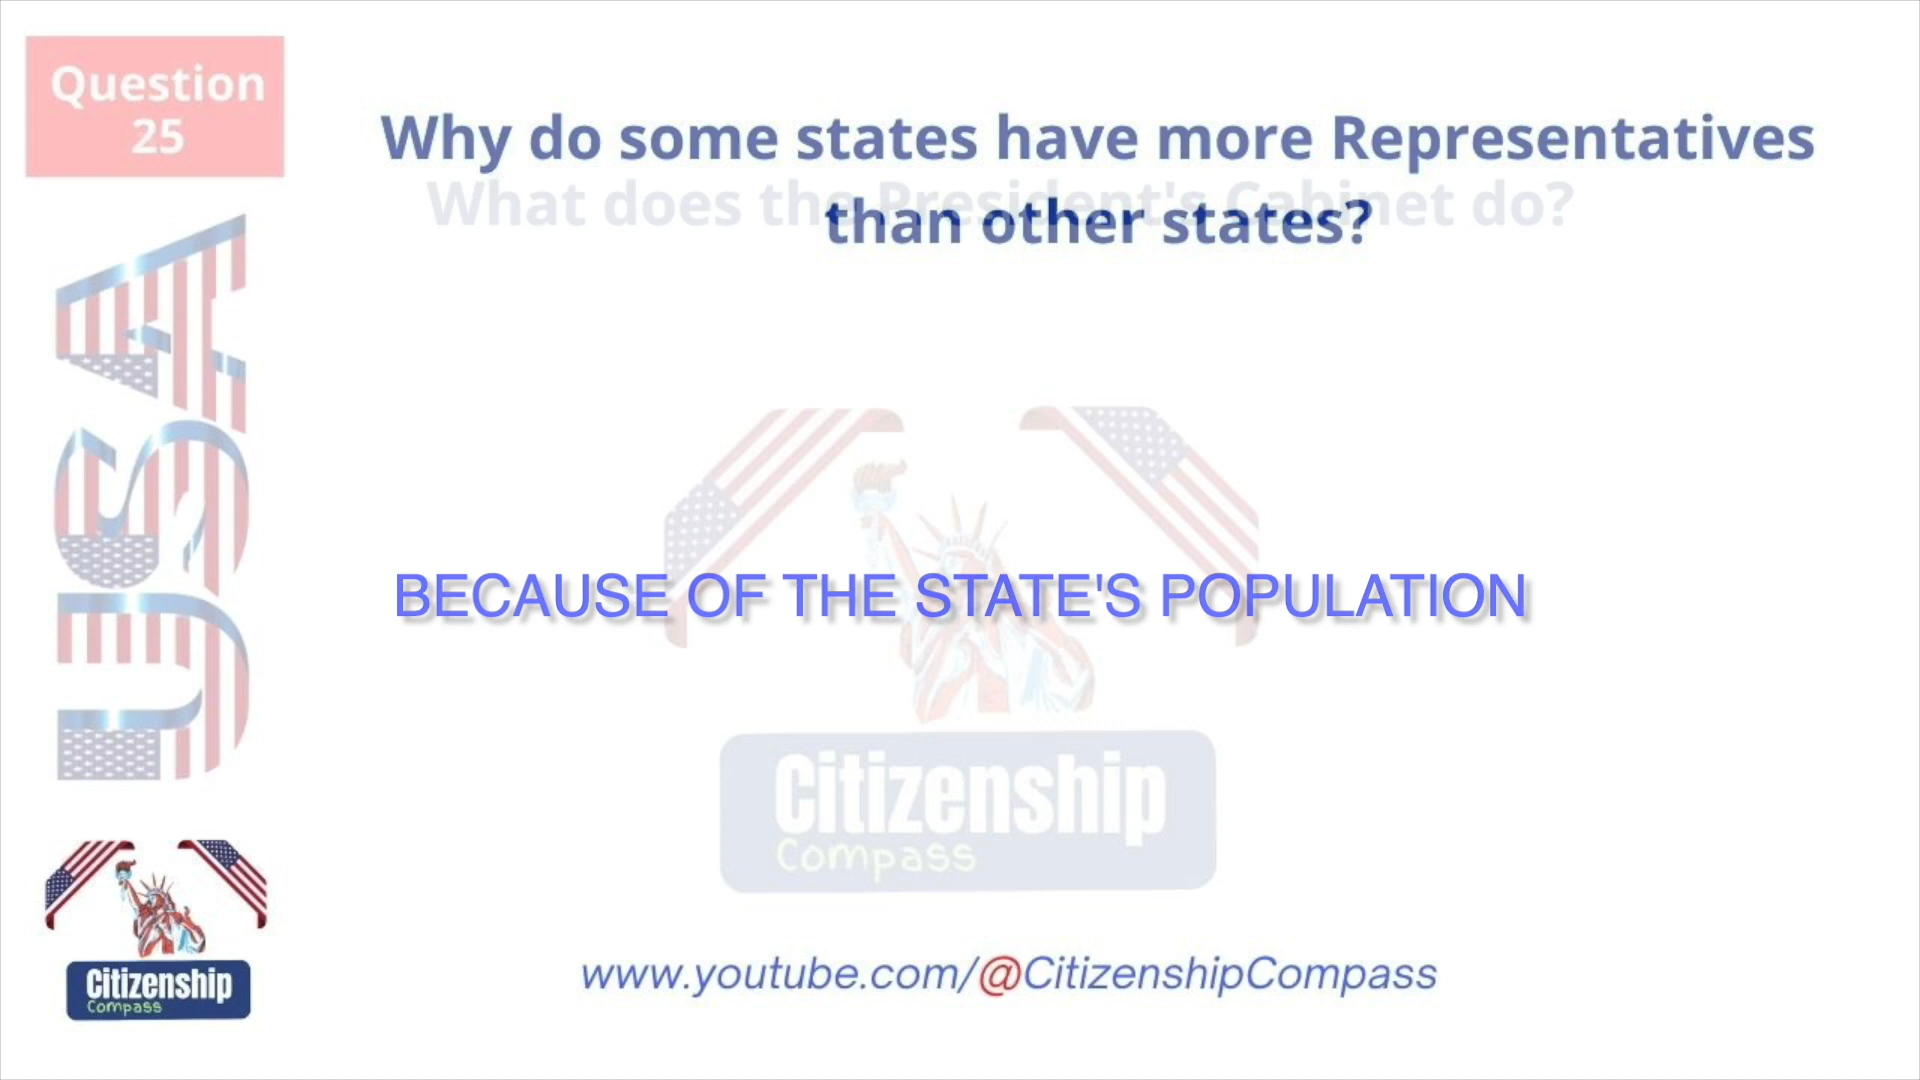 Question
25
Why do some states have more Representatives
What does the President's Cabinet do?
than other states?
USA
BECAUSE OF THE STATE'S POPULATION
Citizenship
Compass
Citizenship
Compass
www.youtube.com/@CitizenshipCompass